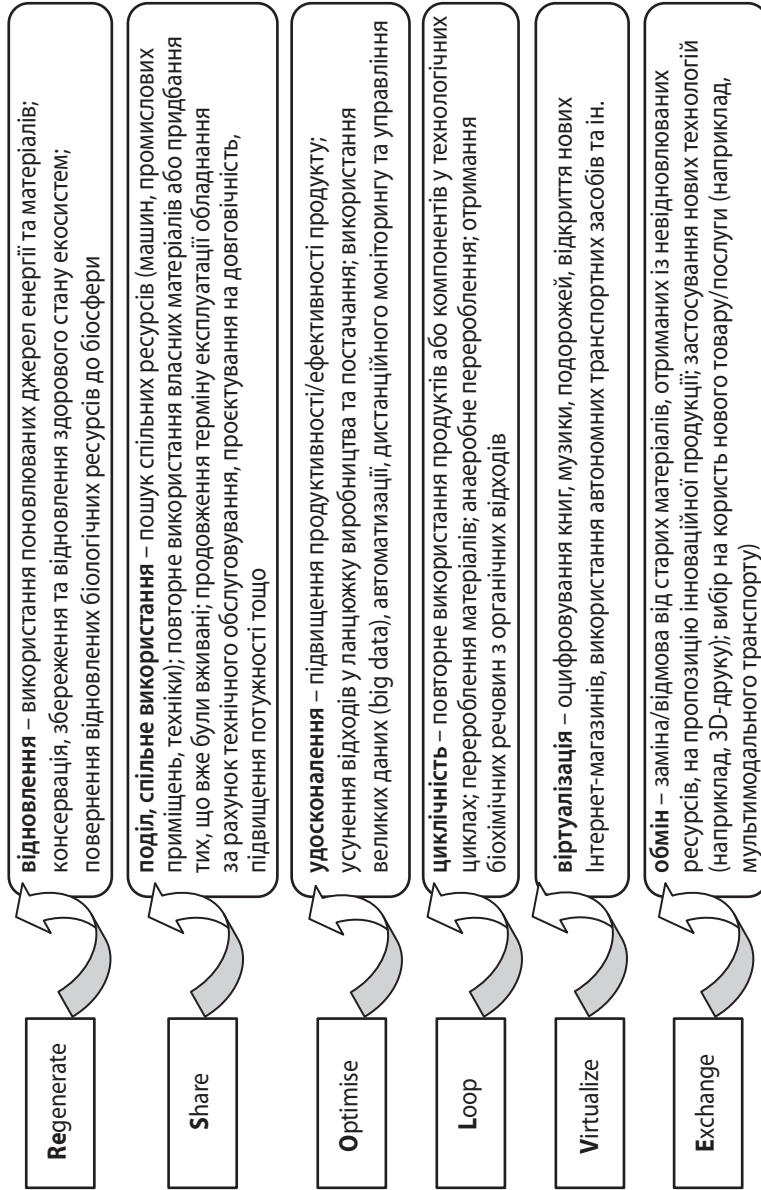 Regenerate
відновлення – використання поновлюваних джерел енергії та матеріалів;
консервація, збереження та відновлення здорового стану екосистем;
повернення відновлених біологічних ресурсів до біосфери
Share
поділ, спільне використання – пошук спільних ресурсів (машин, промислових
приміщень, техніки); повторне використання власних матеріалів або придбання
тих, що вже були вживані; продовження терміну експлуатації обладнання
за рахунок технічного обслуговування, проєктування на довговічність,
підвищення потужності тощо
Optimise
удосконалення – підвищення продуктивності/ефективності продукту;
усунення відходів у ланцюжку виробництва та постачання; використання
великих даних (big data), автоматизації, дистанційного моніторингу та управління
Loop
циклічність – повторне використання продуктів або компонентів у технологічних
циклах; перероблення матеріалів; анаеробне перероблення; отримання
біохімічних речовин з органічних відходів
Virtualize
віртуалізація – оцифровування книг, музики, подорожей, відкриття нових
Інтернет-магазинів, використання автономних транспортних засобів та ін.
Exchange
обмін – заміна/відмова від старих матеріалів, отриманих із невідновлюваних
ресурсів, на пропозицію інноваційної продукції; застосування нових технологій
(наприклад, 3D-друку); вибір на користь нового товару/послуги (наприклад,
мультимодального транспорту)